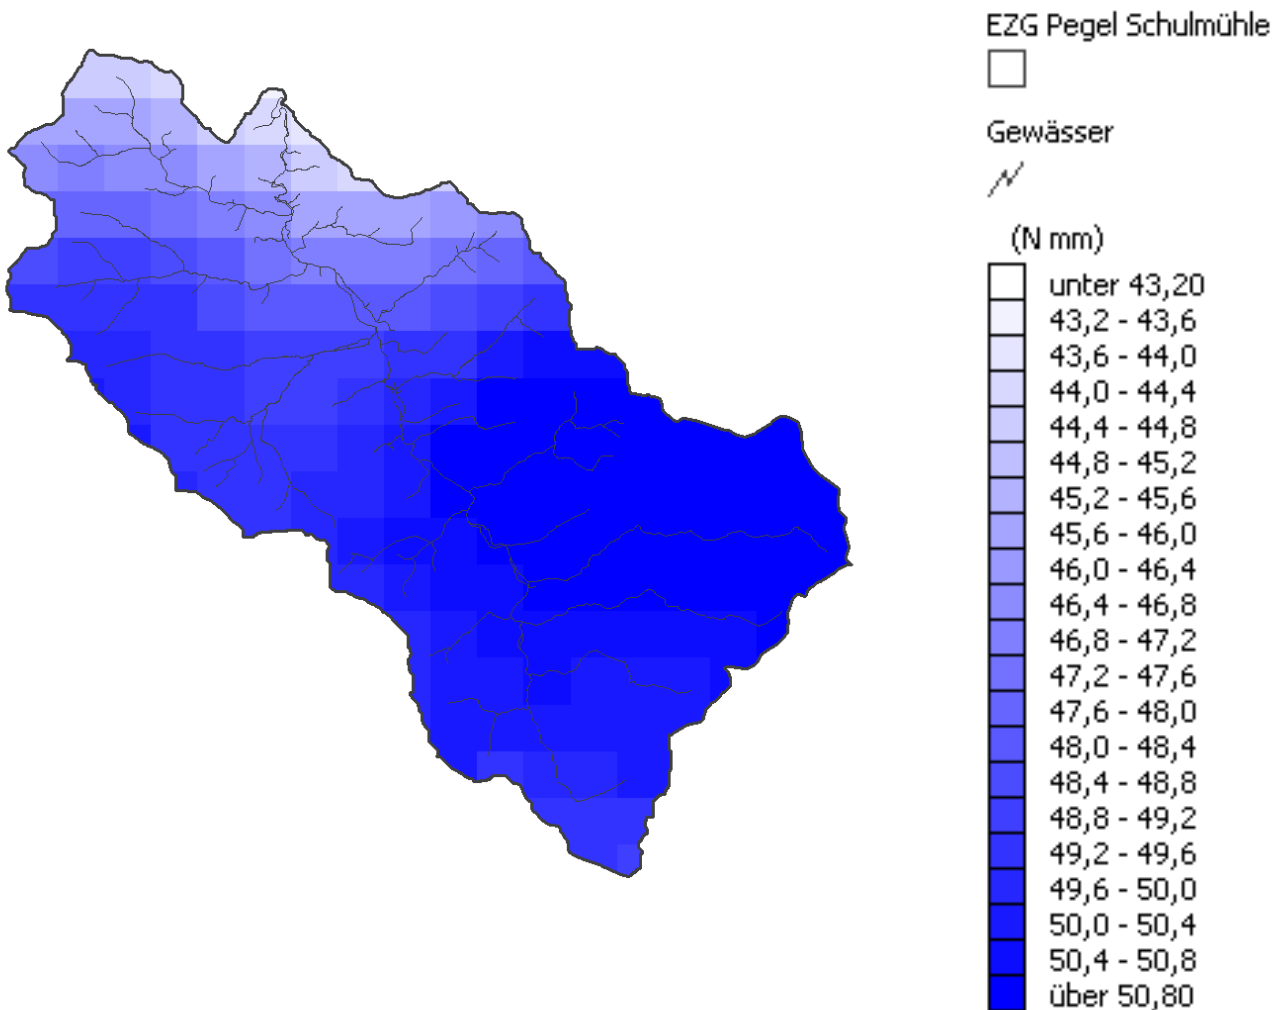 EZG Pegel Schulmühle
Gewässer
(N mm)
unter 43,20
43,2 - 43,6
43,6 - 44,0
44,0 - 44,4
44,4 - 44,8
44,8 - 45,2
45,2 - 45,6
45,6 - 46,0
46,0 - 46,4
46,4 - 46,8
46,8 - 47,2
47,2 - 47,6
47,6 - 48,0
48,0 - 48,4
48,4 - 48,8
48,8 - 49,2
49,2 - 49,6
49,6 - 50,0
50,0 - 50,4
50,4 - 50,8
über 50,80